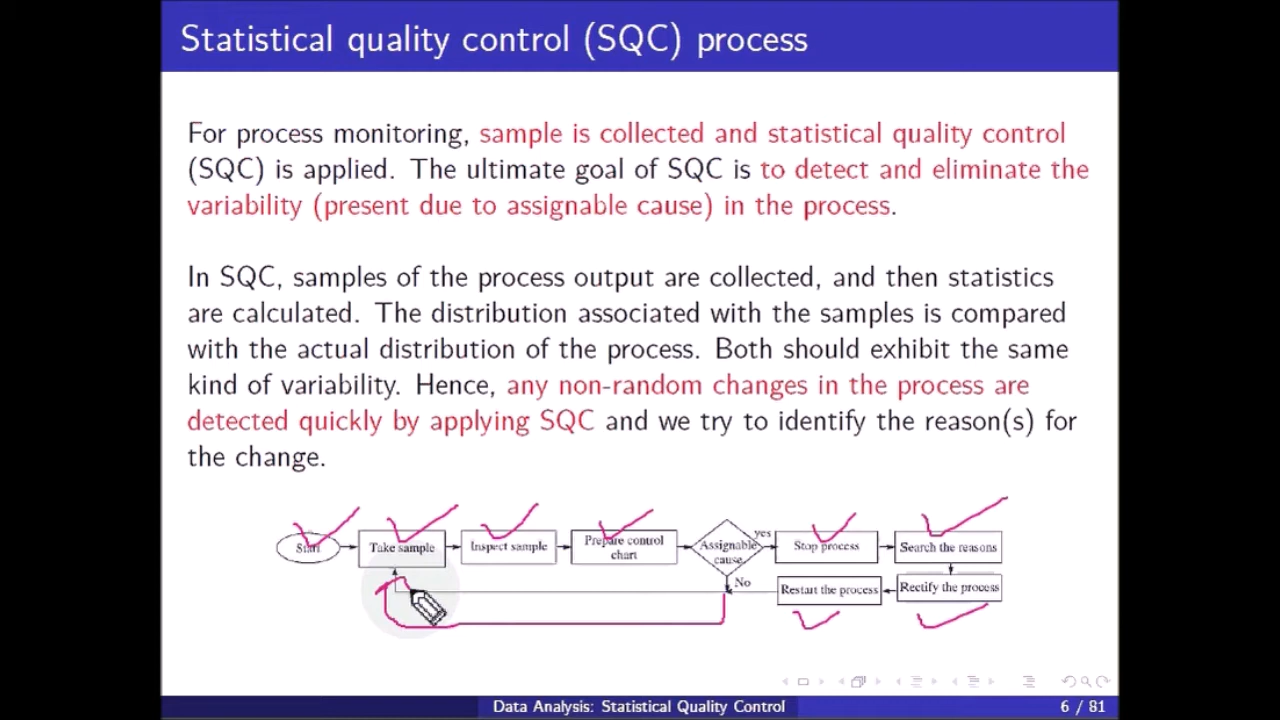 Statistical quality control (SQC) process
For process monitoring, sample is collected and statistical quality control
(SQC) is applied. The ultimate goal of SQC is to detect and eliminate the
variability (present due to assignable cause) in the process.
In SQC, samples of the process output are collected, and then statistics
are calculated. The distribution associated with the samples is compared
with the actual distribution of the process. Both should exhibit the same
kind of variability. Hence, any non-random changes in the process are
detected quickly by applying SQC and we try to identify the reason(s) for
the change.
Start
Take sample
Inspect sample
Prepare control
chart
Assignable
cause
yes
Stop process
Search the reasons
No
Restart the process
Rectify the process
Data Analysis: Statistical Quality Control
6 / 81